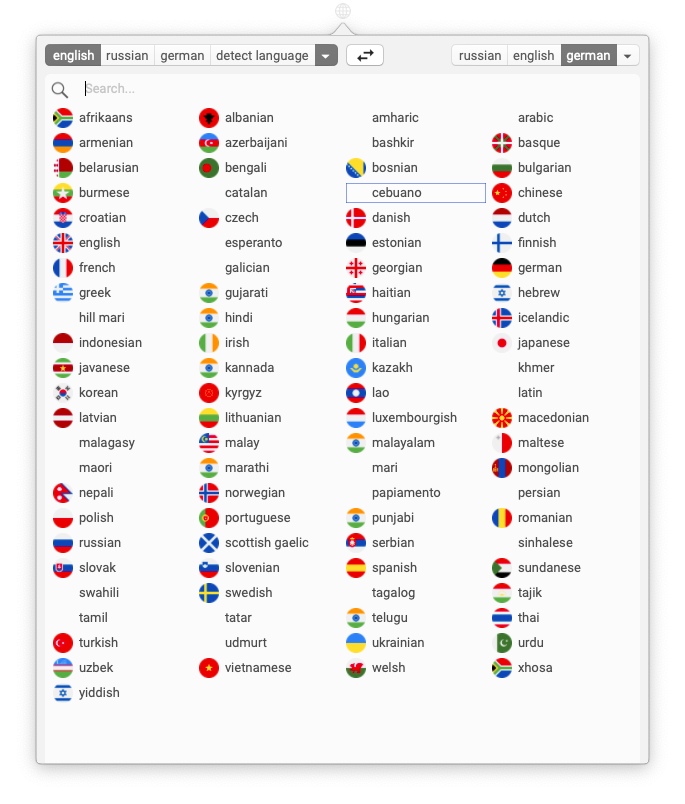 english russian german detect language russian english german
Search...
afrikaans albanian amharic arabic
armenian azerbaijani bashkir basque
belarusian bengali bosnian bulgarian
burmese catalan cebuano chinese
croatian czech danish dutch
english esperanto estonian finnish
french galician georgian german
greek gujarati haitian hebrew
hill mari hindi hungarian icelandic
indonesian irish italian japanese
javanese kannada kazakh khmer
korean kyrgyz lao latin
latvian lithuanian luxembourgish macedonian
malagasy malay malayalam maltese
maori marathi mari mongolian
nepali norwegian papiamento persian
polish portuguese punjabi romanian
russian scottish gaelic serbian sinhalese
slovak slovenian spanish sundanese
swahili swedish tagalog tajik
tamil tatar telugu thai
turkish udmurt ukrainian urdu
uzbek vietnamese welsh xhosa
yiddish